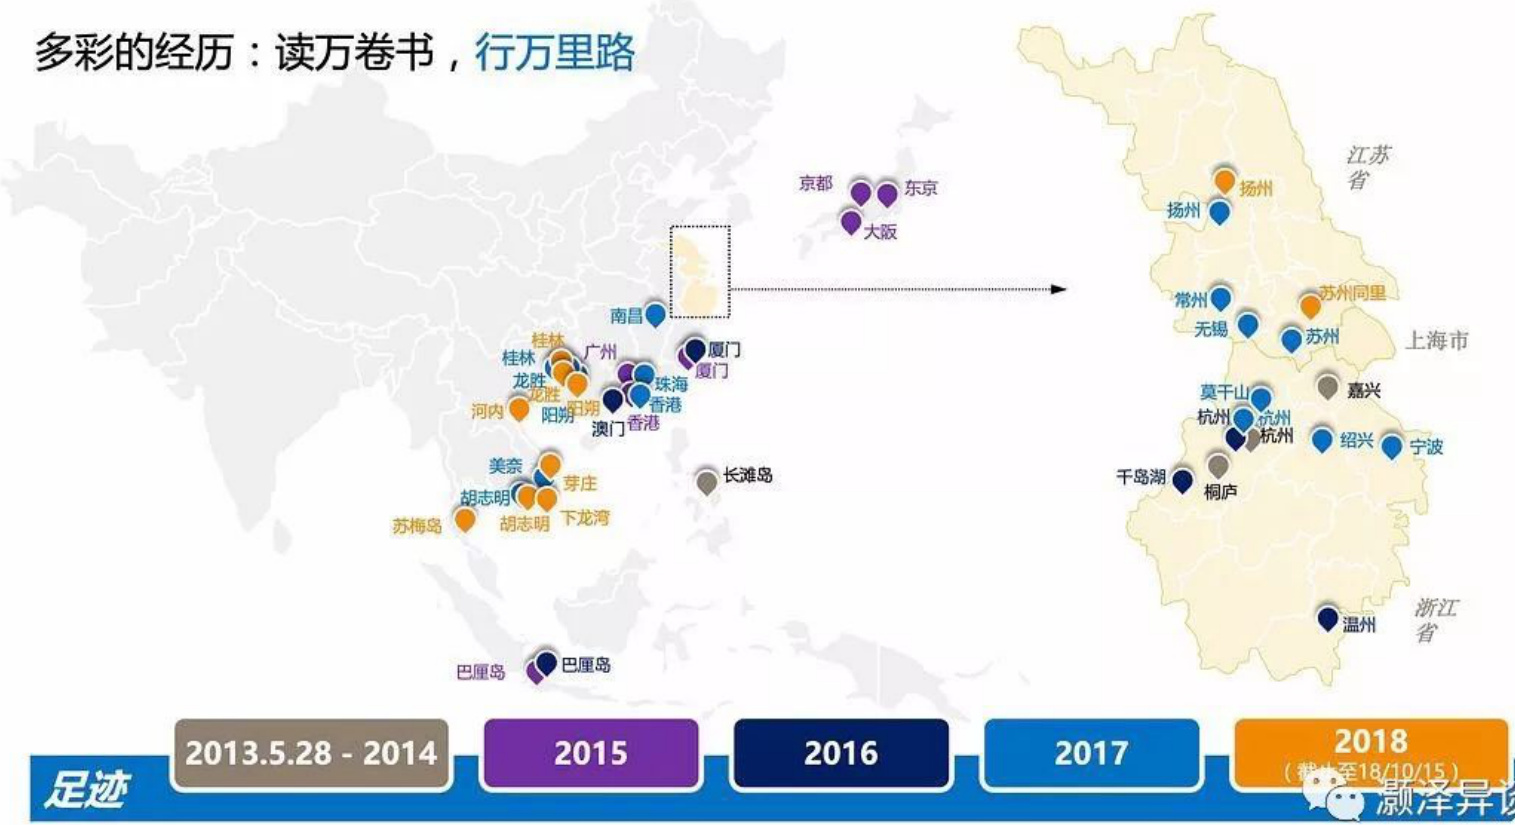 多彩的经历：读万卷书，行万里路
江苏
省
京都
东京
扬州
扬州
大阪
常州
苏州同里
南昌
无锡
苏州
上海市
桂林
广州
厦门
桂林
厦门
龙胜
珠海
莫干山
嘉兴
龙胜
香港
河内
阳朔
阳朔
杭州
杭州
澳门
香港
杭州
绍兴
宁波
美奈
长滩岛
千岛湖
芽庄
桐庐
胡志明
苏梅岛
胡志明
下龙湾
浙江
省
温州
巴厘岛
巴厘岛
足迹
2013.5.28 - 2014
2015
2016
2017
2018
（截止至18/10/15）
灏泽异谈